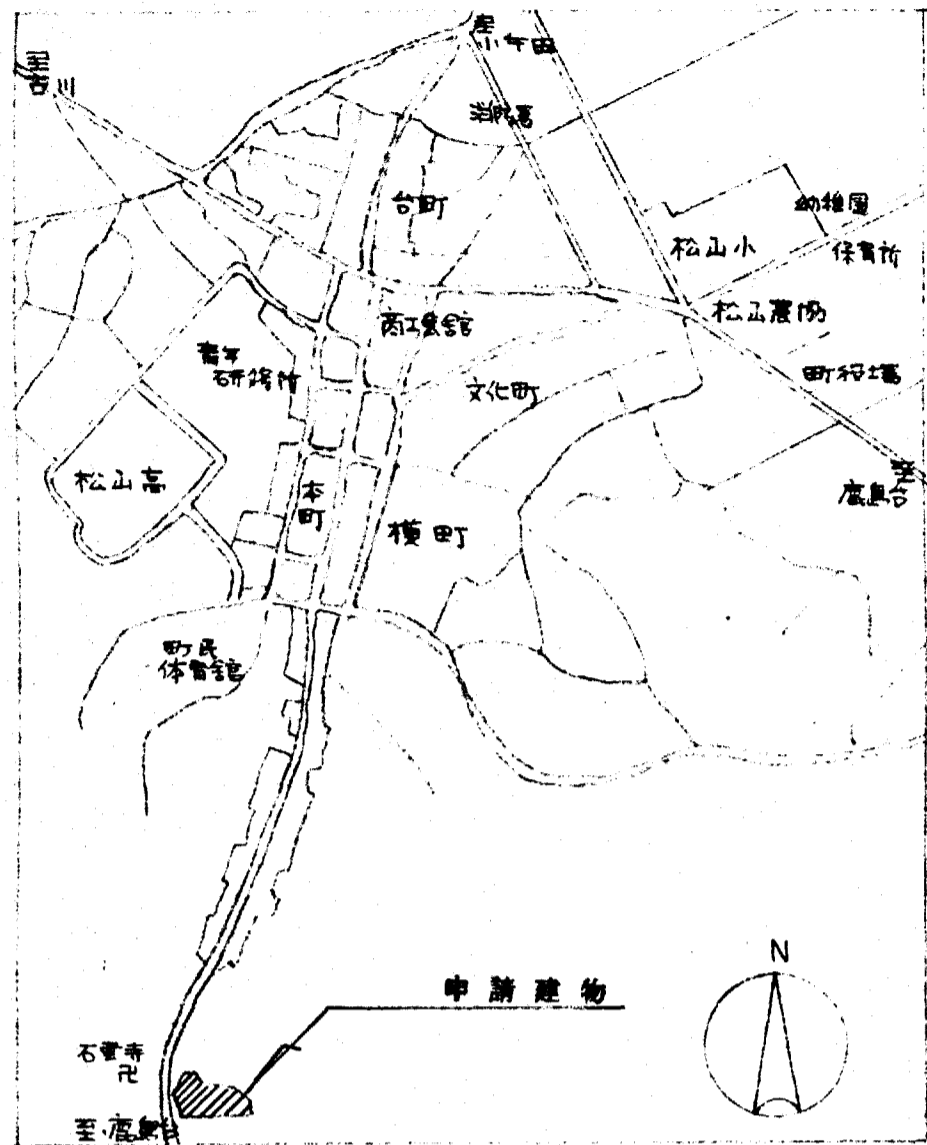 至
小牛田
至
古川
消防署
台町
幼稚園
松山小
保育所
松山農協
商工会館
青年
研修所
文化町
町役場
松山高
本町
横町
至
鹿島台
町民
体育館
N
申請建物
石雲寺
卍
至.鹿島台